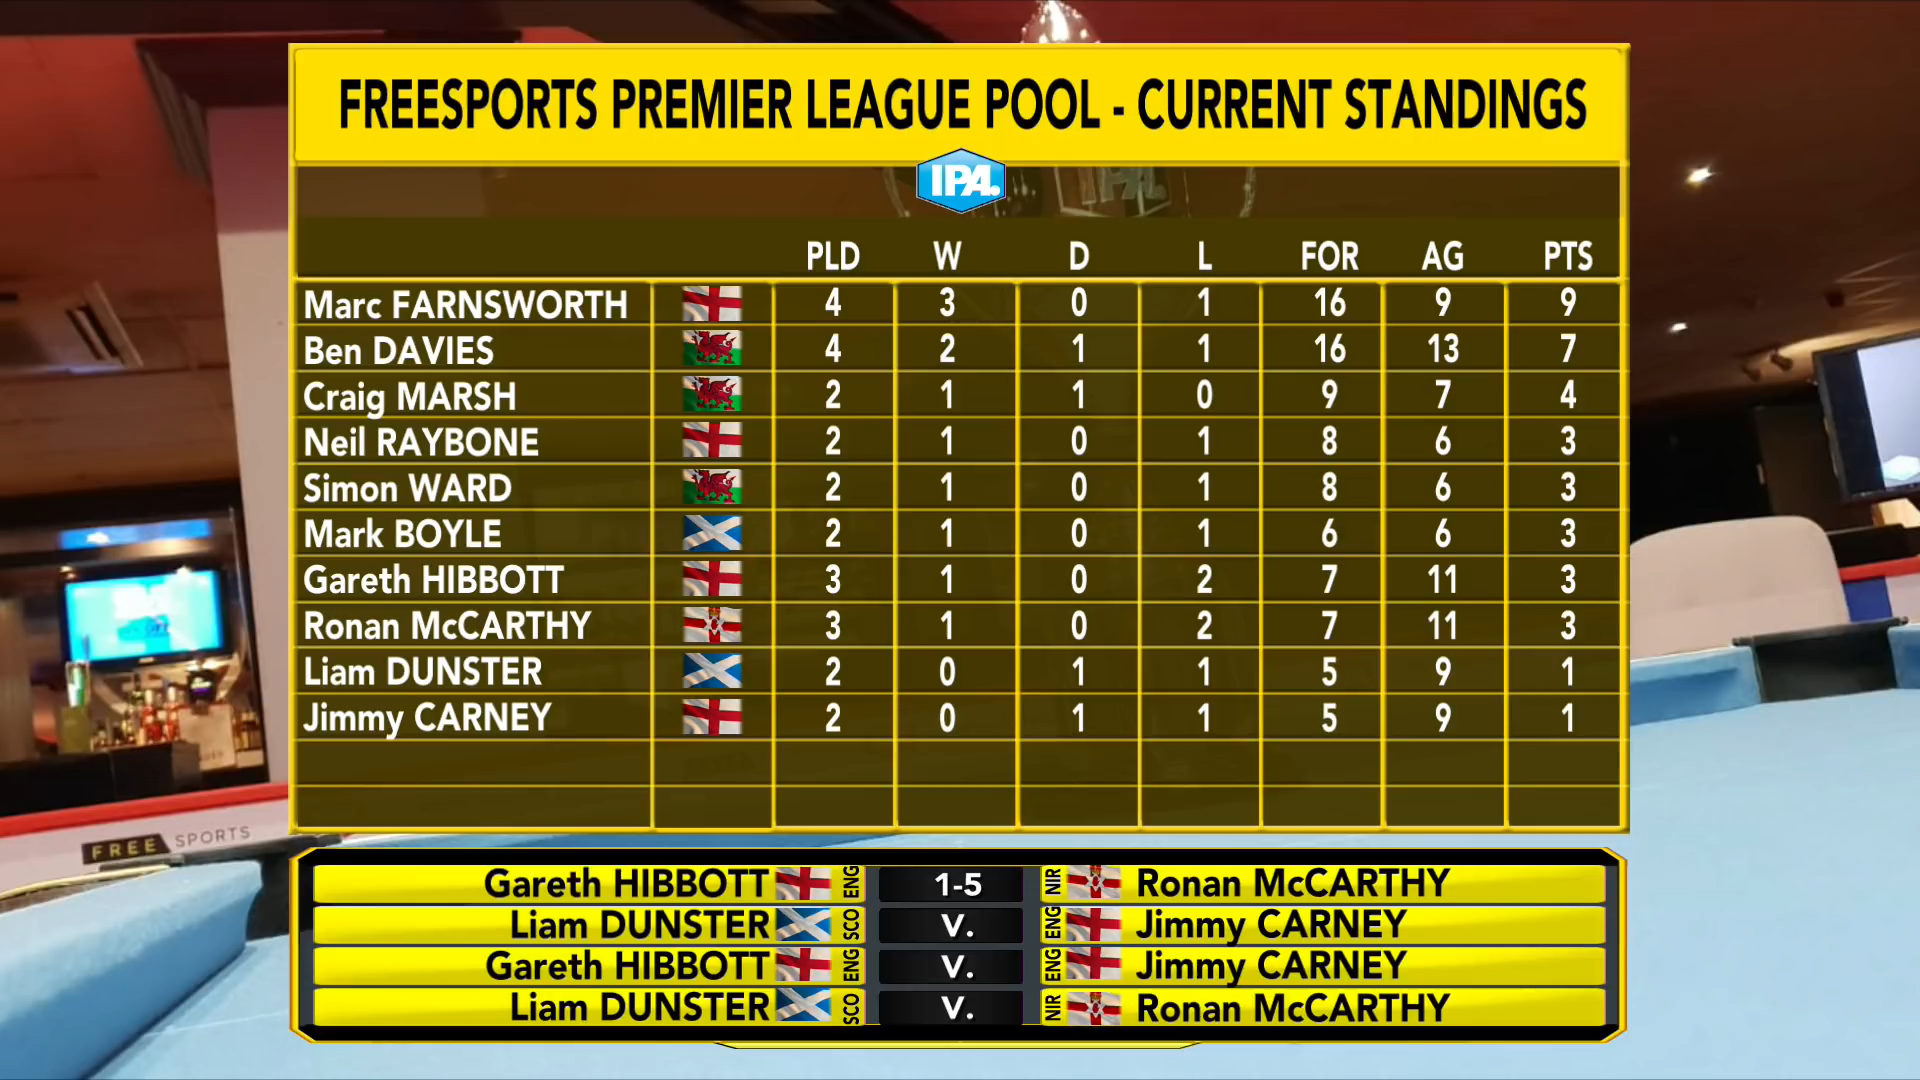 FREESPORTS PREMIER LEAGUE POOL - CURRENT STANDINGS
IPA.
PLD W D L FOR AG PTS
Marc FARNSWORTH 4 3 0 1 16 9 9
Ben DAVIES 4 2 1 1 16 13 7
Craig MARSH 2 1 1 0 9 7 4
Neil RAYBONE 2 1 0 1 8 6 3
Simon WARD 2 1 0 1 8 6 3
Mark BOYLE 2 1 0 1 6 6 3
Gareth HIBBOTT 3 1 0 2 7 11 3
Ronan McCARTHY 3 1 0 2 7 11 3
Liam DUNSTER 2 0 1 1 5 9 1
Jimmy CARNEY 2 0 1 1 5 9 1
FREE SPORTS
Gareth HIBBOTT ENG 1-5 NIR Ronan McCARTHY
Liam DUNSTER SCO V. ENG Jimmy CARNEY
Gareth HIBBOTT ENG V. ENG Jimmy CARNEY
Liam DUNSTER SCO V. NIR Ronan McCARTHY